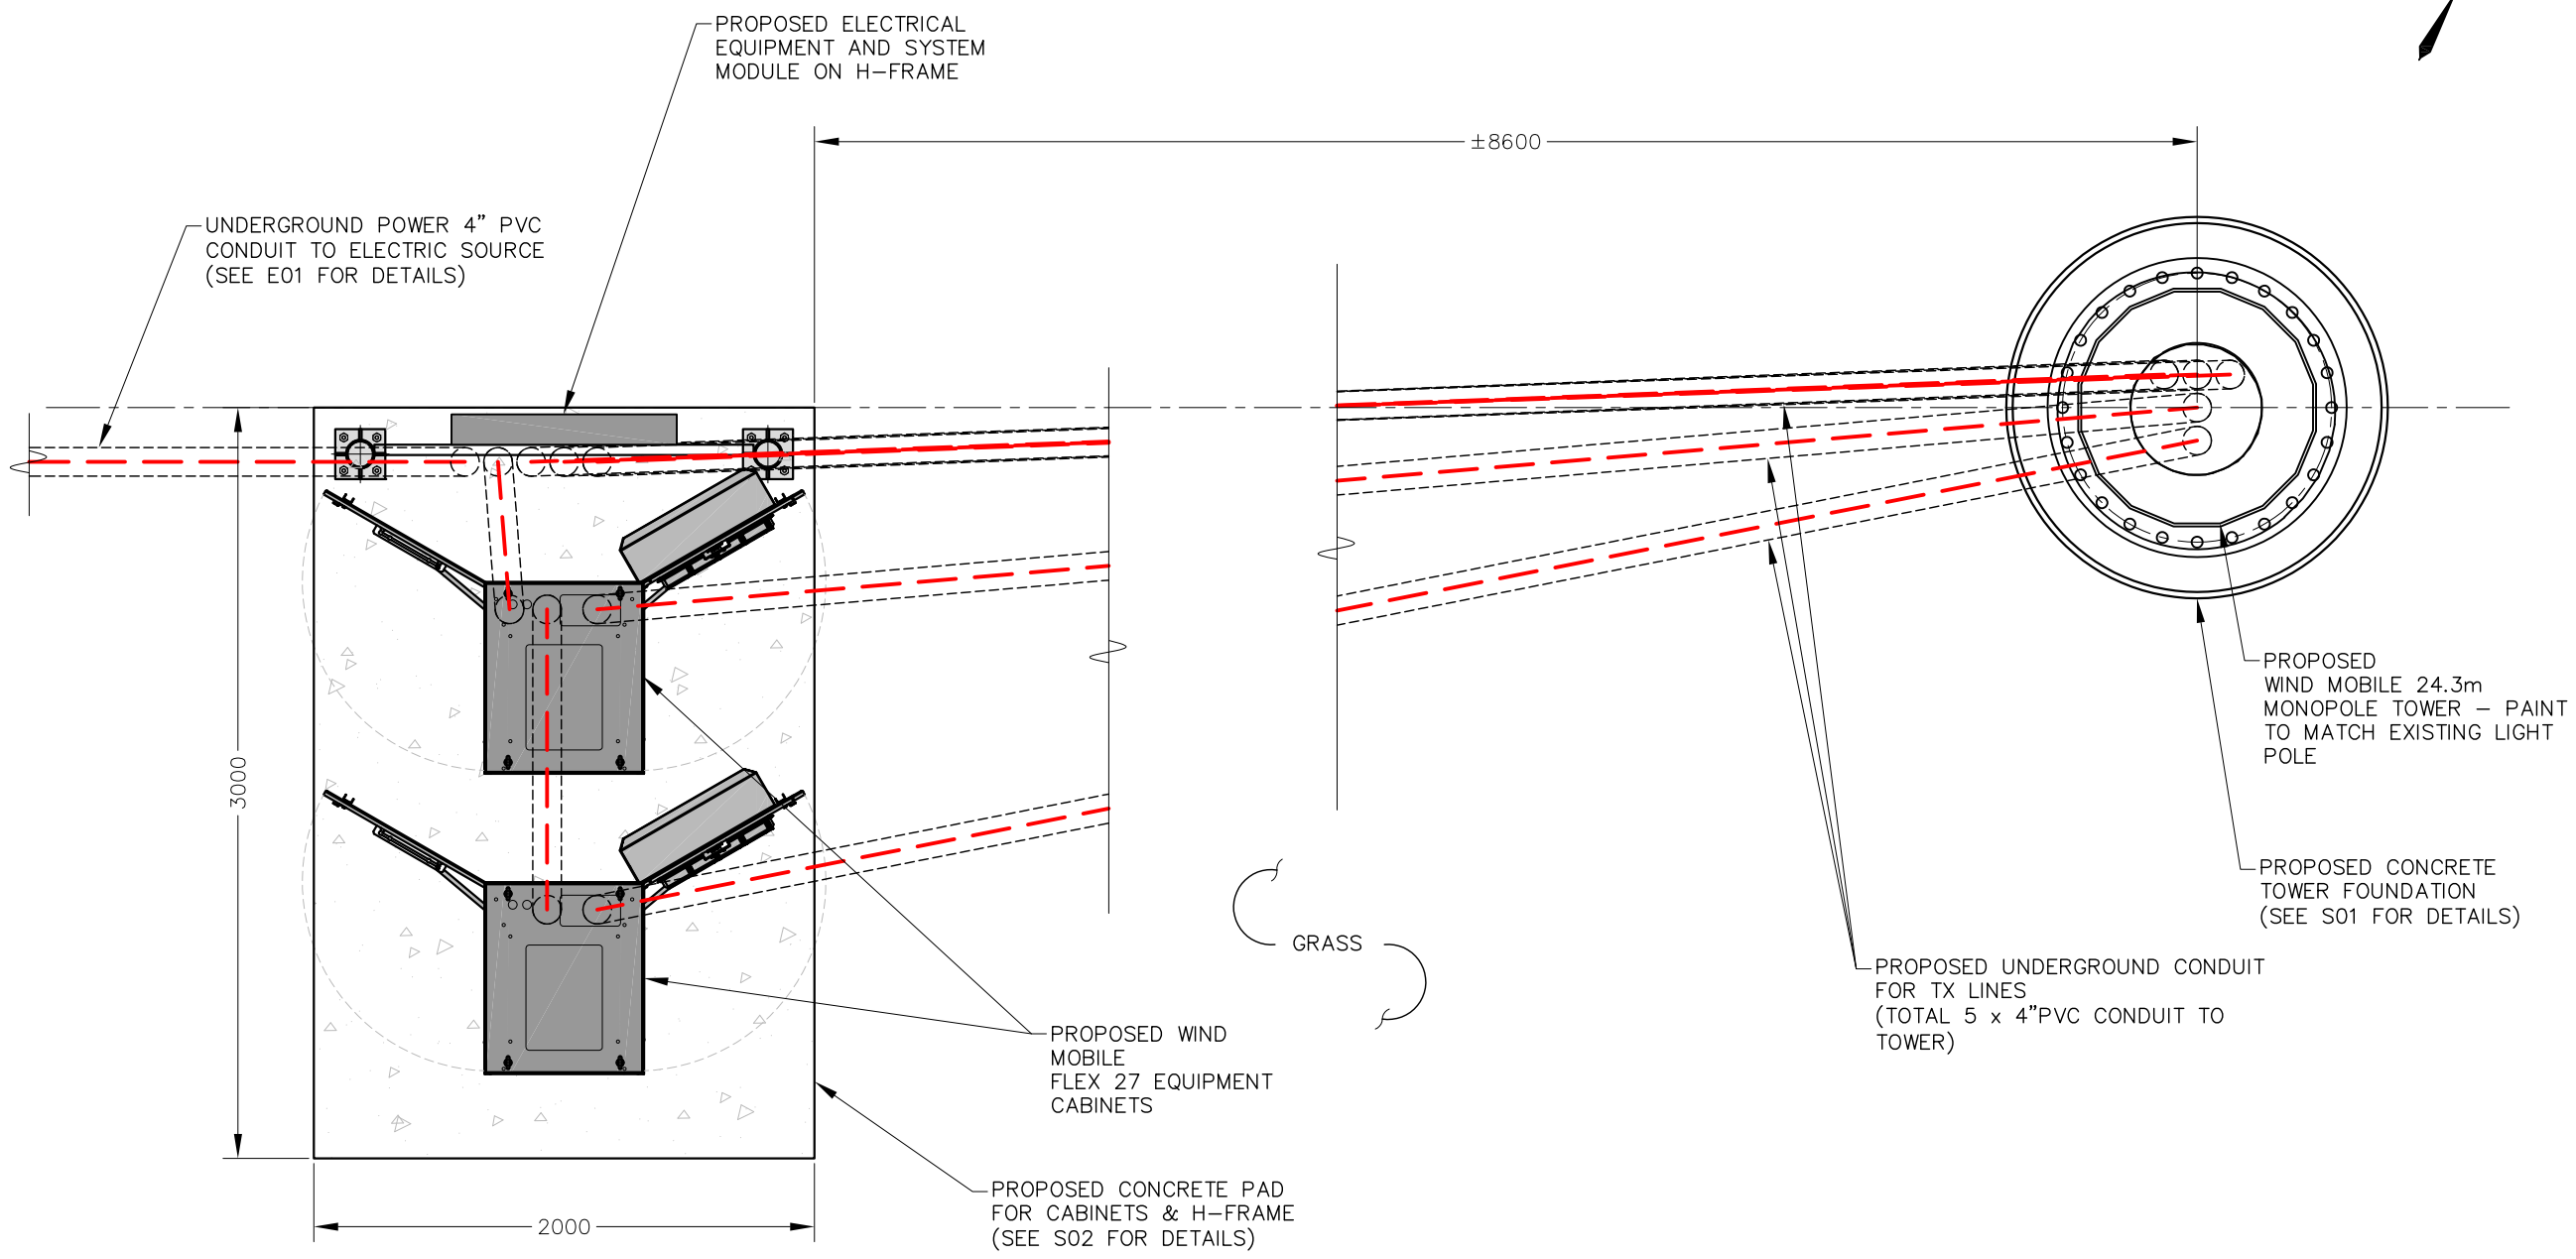 PROPOSED ELECTRICAL
EQUIPMENT AND SYSTEM
MODULE ON H-FRAME
±8600
UNDERGROUND POWER 4" PVC
CONDUIT TO ELECTRIC SOURCE
(SEE E01 FOR DETAILS)
3000
PROPOSED
WIND MOBILE 24.3m
MONOPOLE TOWER - PAINT
TO MATCH EXISTING LIGHT
POLE
PROPOSED CONCRETE
TOWER FOUNDATION
(SEE S01 FOR DETAILS)
GRASS
PROPOSED UNDERGROUND CONDUIT
FOR TX LINES
(TOTAL 5 x 4"PVC CONDUIT TO
TOWER)
PROPOSED WIND
MOBILE
FLEX 27 EQUIPMENT
CABINETS
PROPOSED CONCRETE PAD
FOR CABINETS & H-FRAME
(SEE S02 FOR DETAILS)
2000